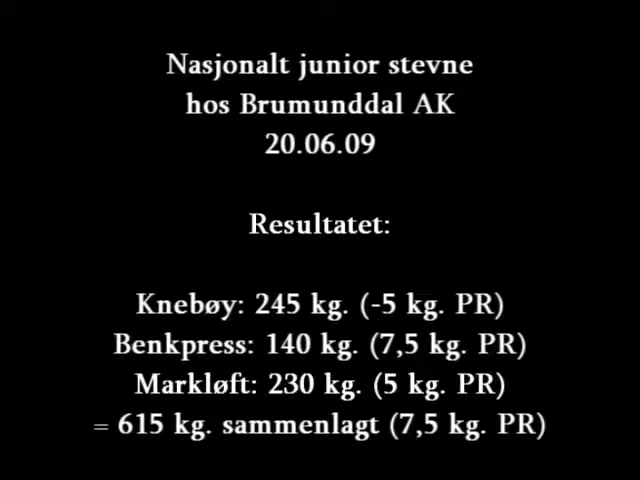 Nasjonalt junior stevne
hos Brumunddal AK
20.06.09
Resultatet:
Knebøy: 245 kg. (-5 kg. PR)
Benkpress: 140 kg. (7,5 kg. PR)
Markløft: 230 kg. (5 kg. PR)
= 615 kg. sammenlagt (7,5 kg. PR)